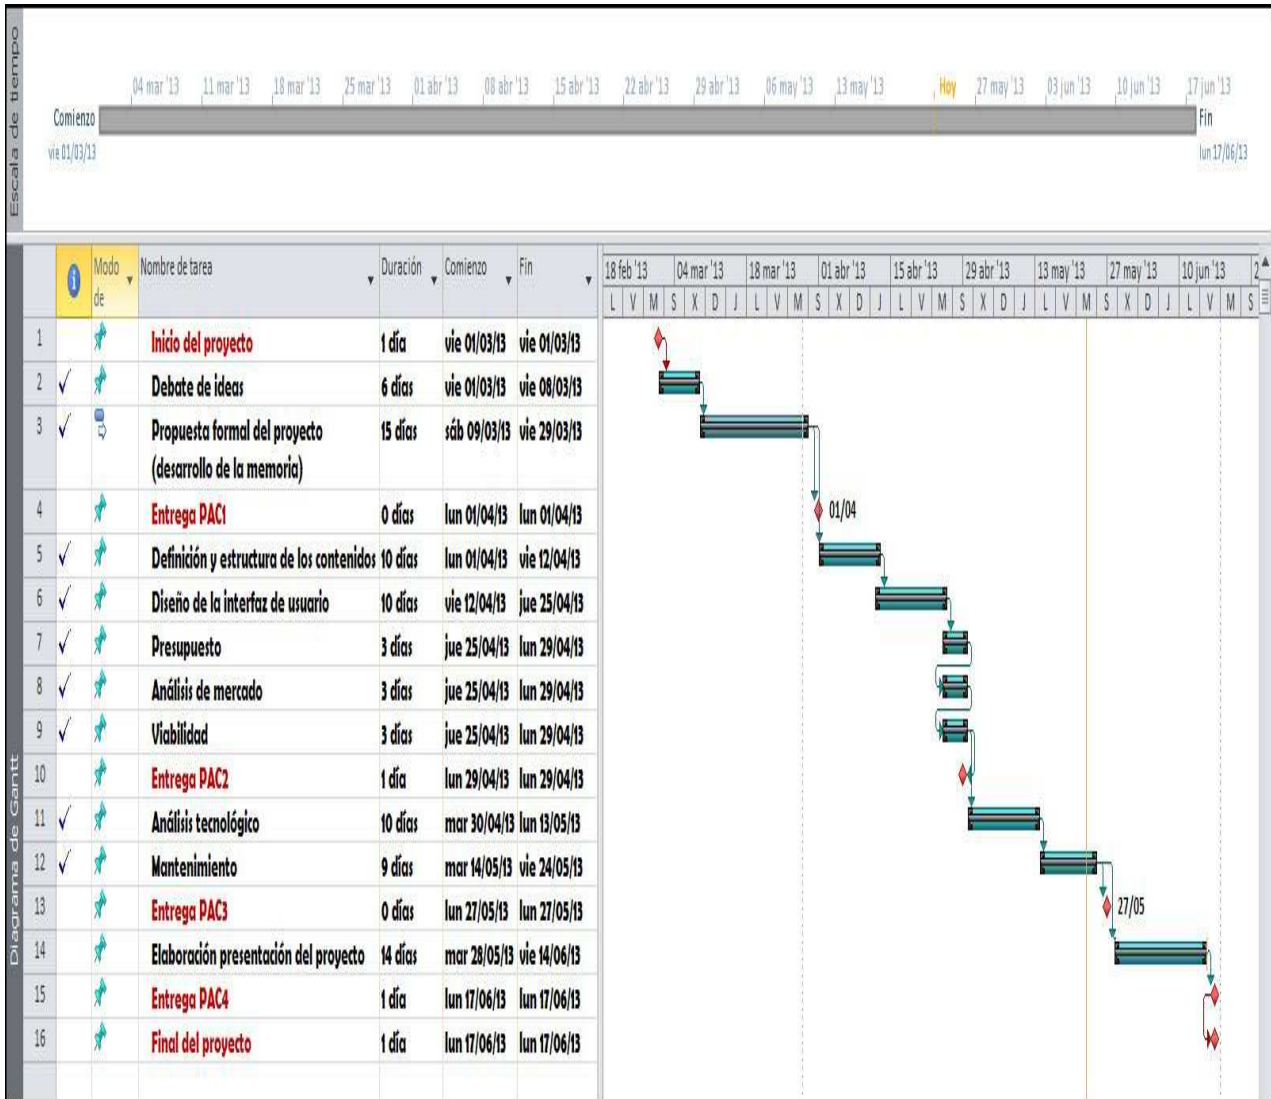 Escala de tiempo
04 mar '13 11 mar '13 18 mar '13 25 mar '13 01 abr '13 08 abr '13 15 abr '13 22 abr '13 29 abr '13 06 may '13 13 may '13 Hoy 27 may '13 03 jun '13 10 jun '13 17 jun '13
Comienzo Fin
vie 01/03/13 lun 17/06/13
Diagrama de Gantt
Modo de Nombre de tarea Duración Comienzo Fin
18 feb '13 04 mar '13 18 mar '13 01 abr '13 15 abr '13 29 abr '13 13 may '13 27 may '13 10 jun '13 2
L V M S X D J L V M S X D J L V M S X D J L V M S X D J L V M S
1 Inicio del proyecto 1 día vie 01/03/13 vie 01/03/13
2 Debate de ideas 6 días vie 01/03/13 vie 08/03/13
3 Propuesta formal del proyecto 15 días sáb 09/03/13 vie 29/03/13
(desarrollo de la memoria)
4 Entrega PAC1 0 días lun 01/04/13 lun 01/04/13 01/04
5 Definición y estructura de los contenidos 10 días lun 01/04/13 vie 12/04/13
6 Diseño de la interfaz de usuario 10 días vie 12/04/13 jue 25/04/13
7 Presupuesto 3 días jue 25/04/13 lun 29/04/13
8 Análisis de mercado 3 días jue 25/04/13 lun 29/04/13
9 Viabilidad 3 días jue 25/04/13 lun 29/04/13
10 Entrega PAC2 1 día lun 29/04/13 lun 29/04/13
11 Análisis tecnológico 10 días mar 30/04/13 lun 13/05/13
12 Mantenimiento 9 días mar 14/05/13 vie 24/05/13
13 Entrega PAC3 0 días lun 27/05/13 lun 27/05/13 27/05
14 Elaboración presentación del proyecto 14 días mar 28/05/13 vie 14/06/13
15 Entrega PAC4 1 día lun 17/06/13 lun 17/06/13
16 Final del proyecto 1 día lun 17/06/13 lun 17/06/13